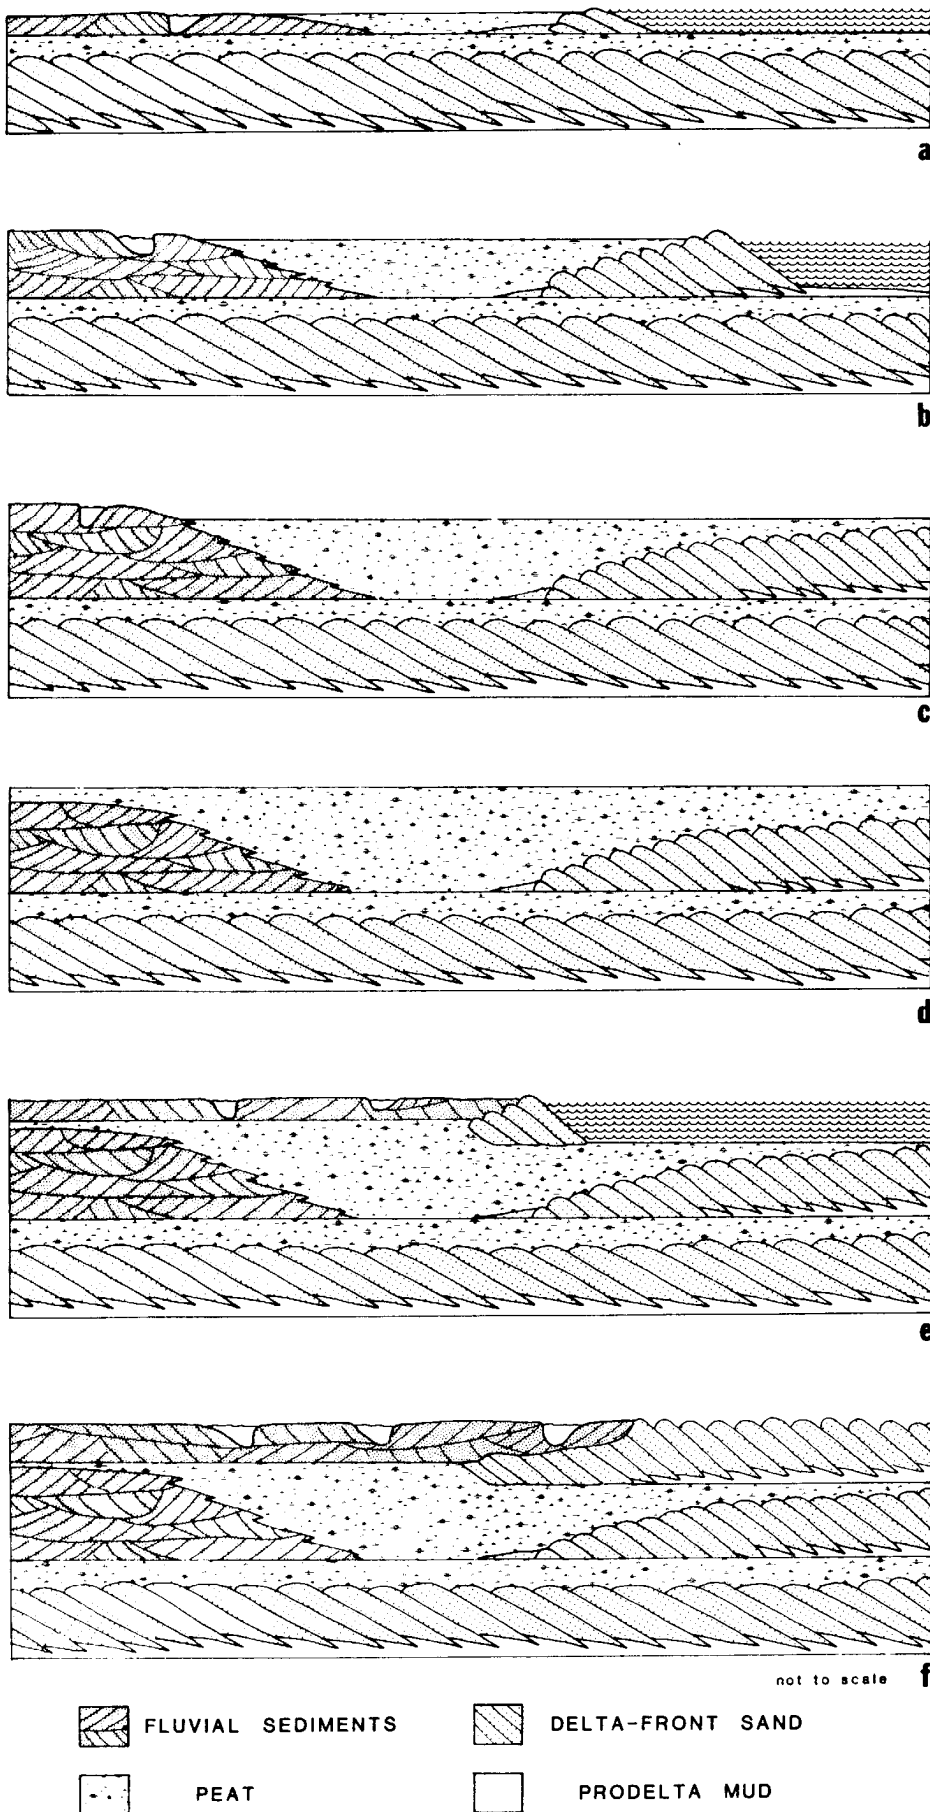 a
b
c
d
e
not to scale f
FLUVIAL SEDIMENTS
DELTA-FRONT SAND
PEAT
PRODELTA MUD